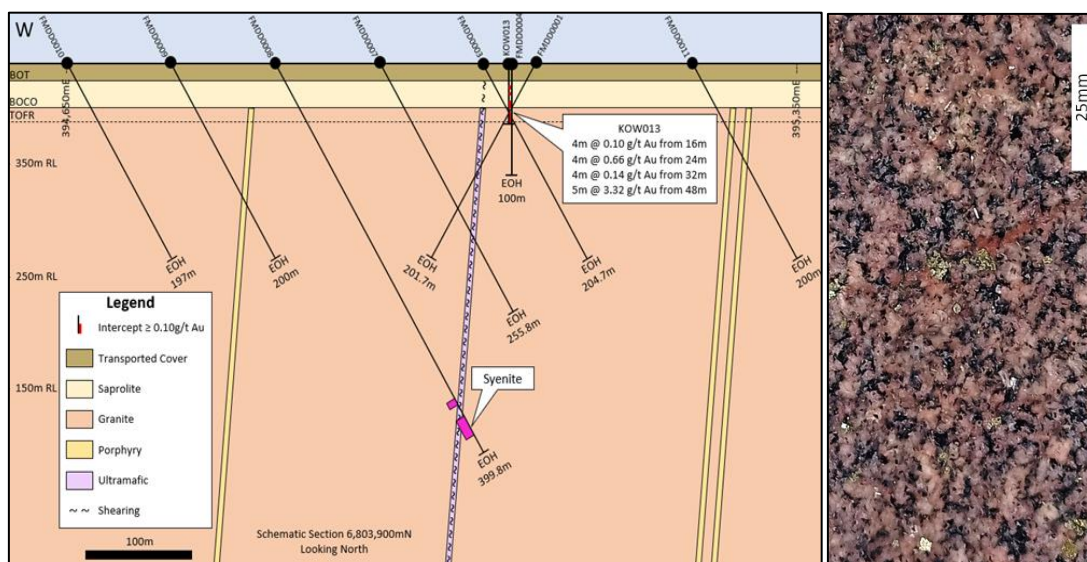 W
FMDD0010
FMDD0009
FMDD0008
FMDD0007
FMDD0003
KOW013
FMDD0004
FMDD0001
FMDD0011
BOT
BOCO
TOFR
394,650mE
395,350mE
350m RL
250m RL
150m RL
KOW013
4m @ 0.10 g/t Au from 16m
4m @ 0.66 g/t Au from 24m
4m @ 0.14 g/t Au from 32m
5m @ 3.32 g/t Au from 48m
EOH
100m
EOH
197m
EOH
200m
EOH
201.7m
EOH
204.7m
EOH
200m
EOH
255.8m
Syenite
EOH
399.8m
Legend
Intercept ≥ 0.10g/t Au
Transported Cover
Saprolite
Granite
Porphyry
Ultramafic
~ ~ Shearing
100m
Schematic Section 6,803,900mN
Looking North
25mm